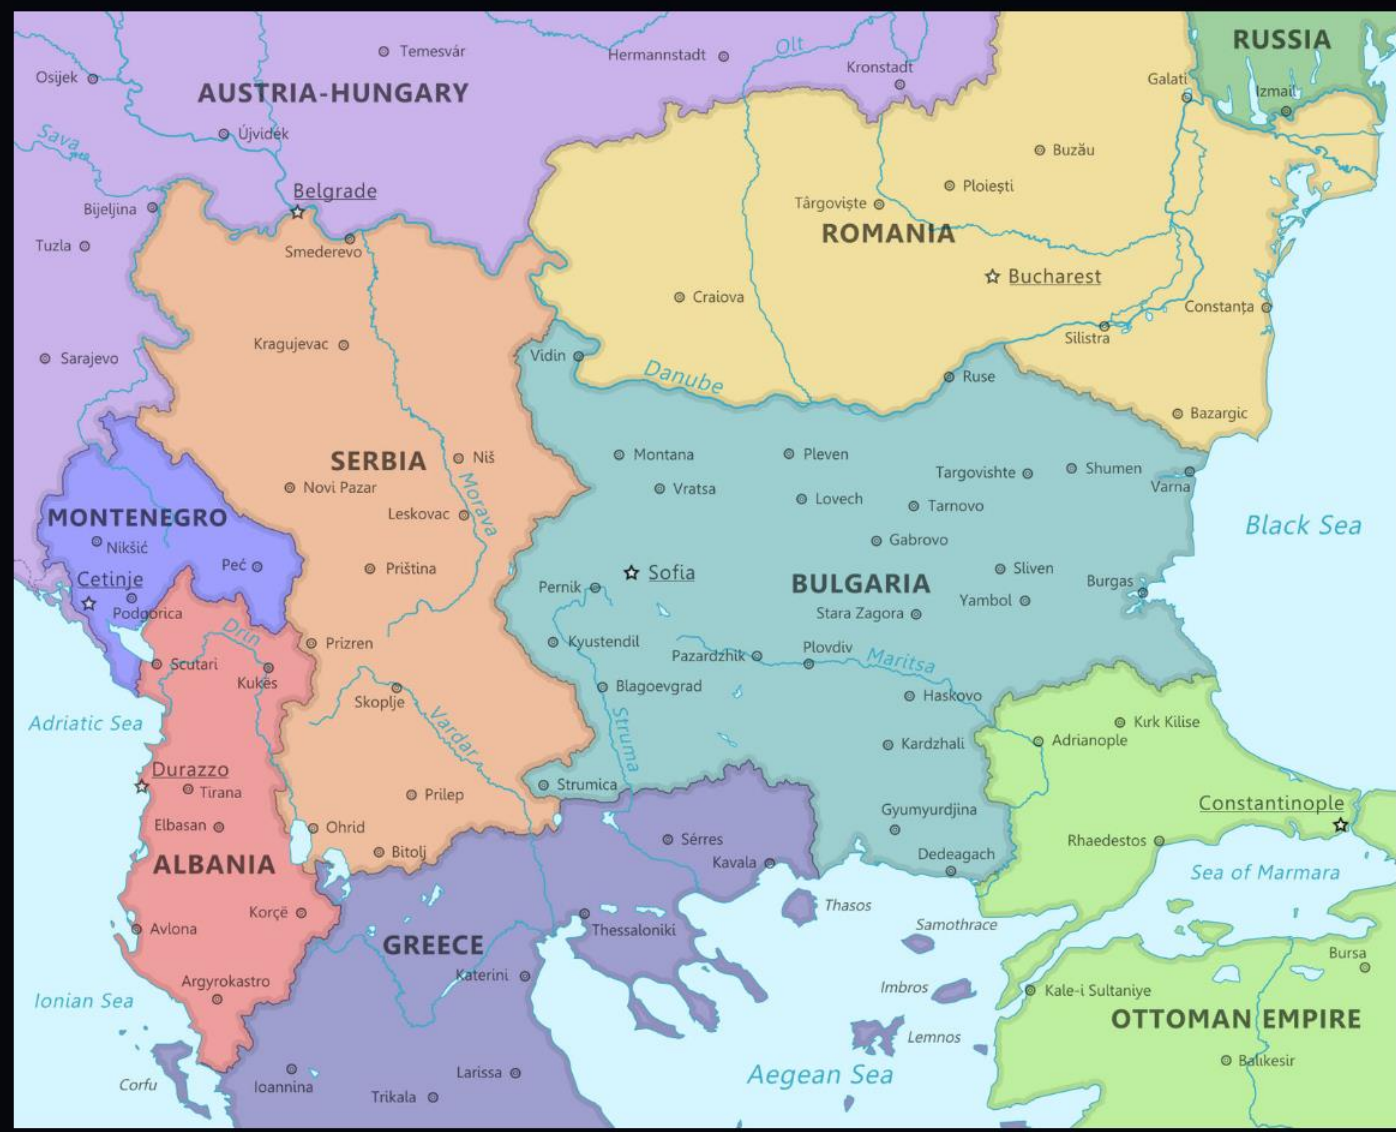 RUSSIA
Temesvár
Hermannstadt
Olt
Kronstadt
Osijek
AUSTRIA-HUNGARY
Galati
Izmail
Újvidék
Sava
Buzău
Belgrade
Ploiești
Bijeljina
Târgoviște
ROMANIA
Tuzla
Smederevo
Bucharest
Craiova
Constanța
Silistra
Kragujevac
Sarajevo
Vidin
Danube
Ruse
Bazargic
SERBIA
Niš
Montana
Pleven
Targovishte
Shumen
Novi Pazar
Vratsa
Varna
Morava
Lovech
Tarnovo
MONTENEGRO
Leskovac
Black Sea
Nikšić
Gabrovo
Peć
Priština
Sofia
Sliven
Cetinje
Pernik
BULGARIA
Burgas
Podgorica
Stara Zagora
Yambol
Drin
Prizren
Kyustendil
Pazardzhik
Plovdiv
Maritsa
Scutari
Kukës
Skoplje
Blagoevgrad
Haskovo
Adriatic Sea
Vardar
Struma
Kırk Kilise
Kardzhali
Adrianople
Durazzo
Tirana
Prilep
Strumica
Constantinople
Elbasan
Ohrid
Gyumyurdjina
Sérres
Rhaedestos
ALBANIA
Bitolj
Kavala
Dedeagach
Sea of Marmara
Korçë
Thasos
Avlona
GREECE
Thessaloniki
Samothrace
Bursa
Argyrokastro
Katerini
Ionian Sea
Imbros
Kale-i Sultaniye
OTTOMAN EMPIRE
Lemnos
Balıkesir
Corfu
Ioannina
Larissa
Aegean Sea
Trikala